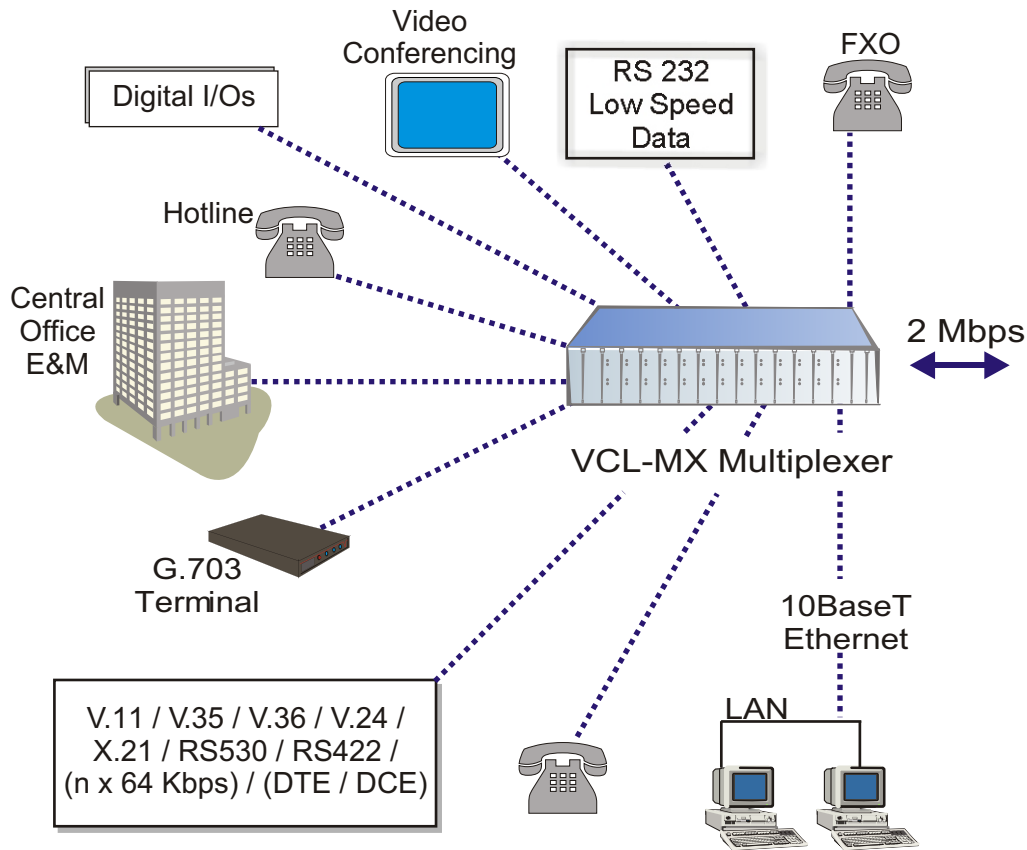 Video
Conferencing
FXO
Digital I/Os
RS 232
Low Speed
Data
Hotline
Central
Office
E&M
2 Mbps
VCL-MX Multiplexer
G.703
Terminal
10BaseT
Ethernet
V.11 / V.35 / V.36 / V.24 /
X.21 / RS530 / RS422 /
(n x 64 Kbps) / (DTE / DCE)
LAN